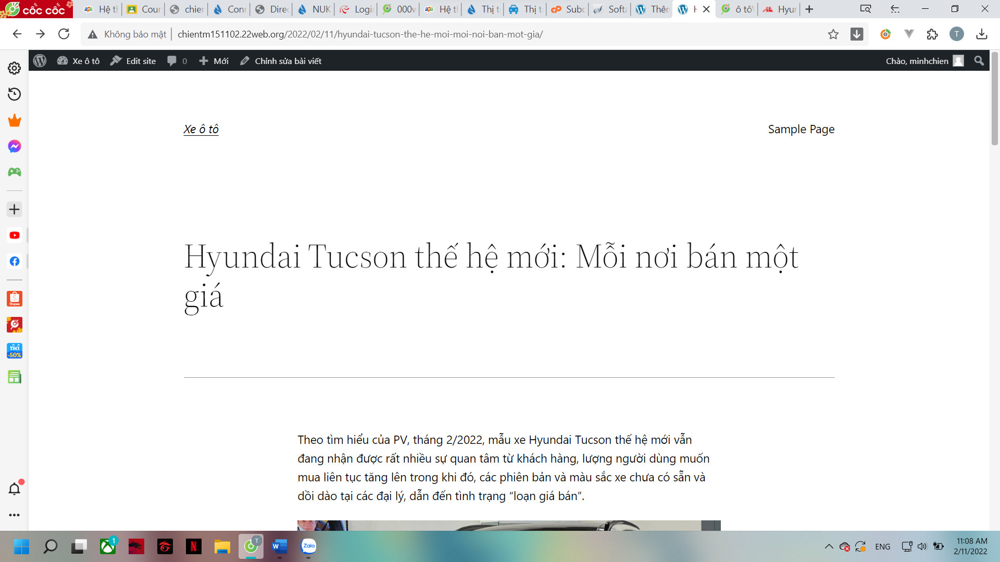 cốc cốc
Hệ tl
Cour
chier
Conr
Direc
NUK
Logi
000w
Hệ tl
Thị t
Thị t
Subc
Softa
Thên
H
ô tô
Hyur
Không bảo mật
chientm151102.22web.org/2022/02/11/hyundai-tucson-the-he-moi-moi-noi-ban-mot-gia/
T
Xe ô tô
Edit site
0
Mới
Chỉnh sửa bài viết
Chào, minhchien
Xe ô tô
Sample Page
Hyundai Tucson thế hệ mới: Mỗi nơi bán một
giá
Shopee
TIKI
-50%
Theo tìm hiểu của PV, tháng 2/2022, mẫu xe Hyundai Tucson thế hệ mới vẫn
đang nhận được rất nhiều sự quan tâm từ khách hàng, lượng người dùng muốn
mua liên tục tăng lên trong khi đó, các phiên bản và màu sắc xe chưa có sẵn và
dồi dào tại các đại lý, dẫn đến tình trạng “loạn giá bán”.
1
N
T
W
Zalo
ENG
11:08 AM
2/11/2022